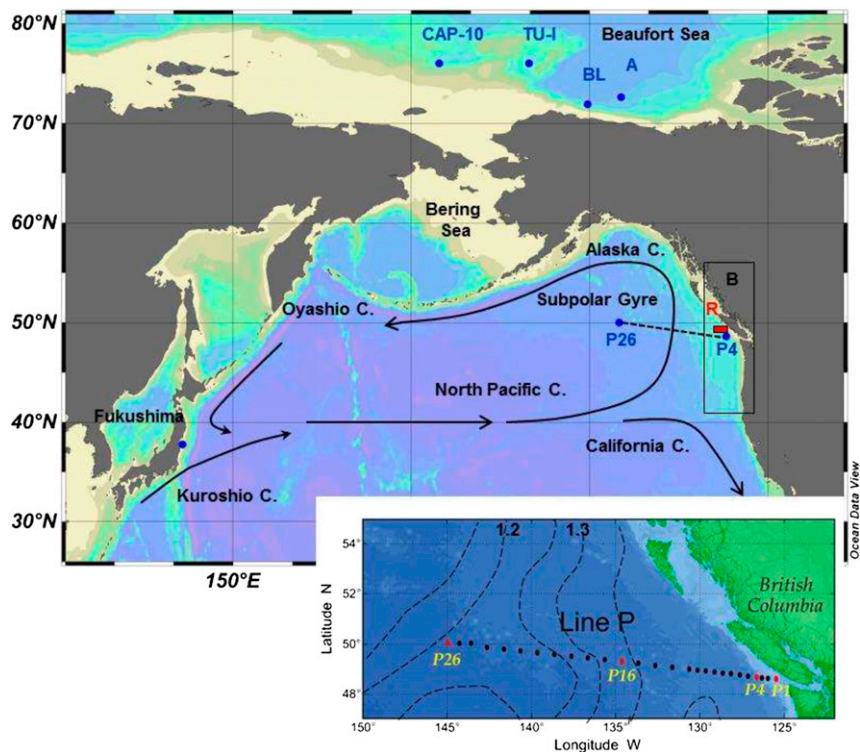 80°N
CAP-10 TU-I Beaufort Sea
BL A
70°N
60°N
Bering
Sea
Alaska C.
B
Oyashio C. Subpolar Gyre R
50°N
P26 P4
North Pacific C.
40°N
Fukushima
California C.
Kuroshio C.
30°N
150°E
Ocean Data View
54°
52°
50°
48°
Latitude N
1.2 1.3
Line P
British
Columbia
P26 P16 P4 P1
150° 145° 140° 135° 130° 125°
Longitude W